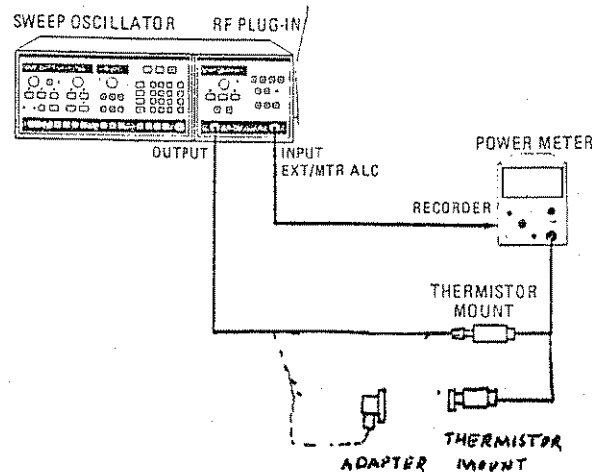 SWEEP OSCILLATOR RF PLUG-IN
OUTPUT
INPUT
EXT/MTR ALC
POWER METER
RECORDER
THERMISTOR
MOUNT
ADAPTER
THERMISTOR
MOUNT